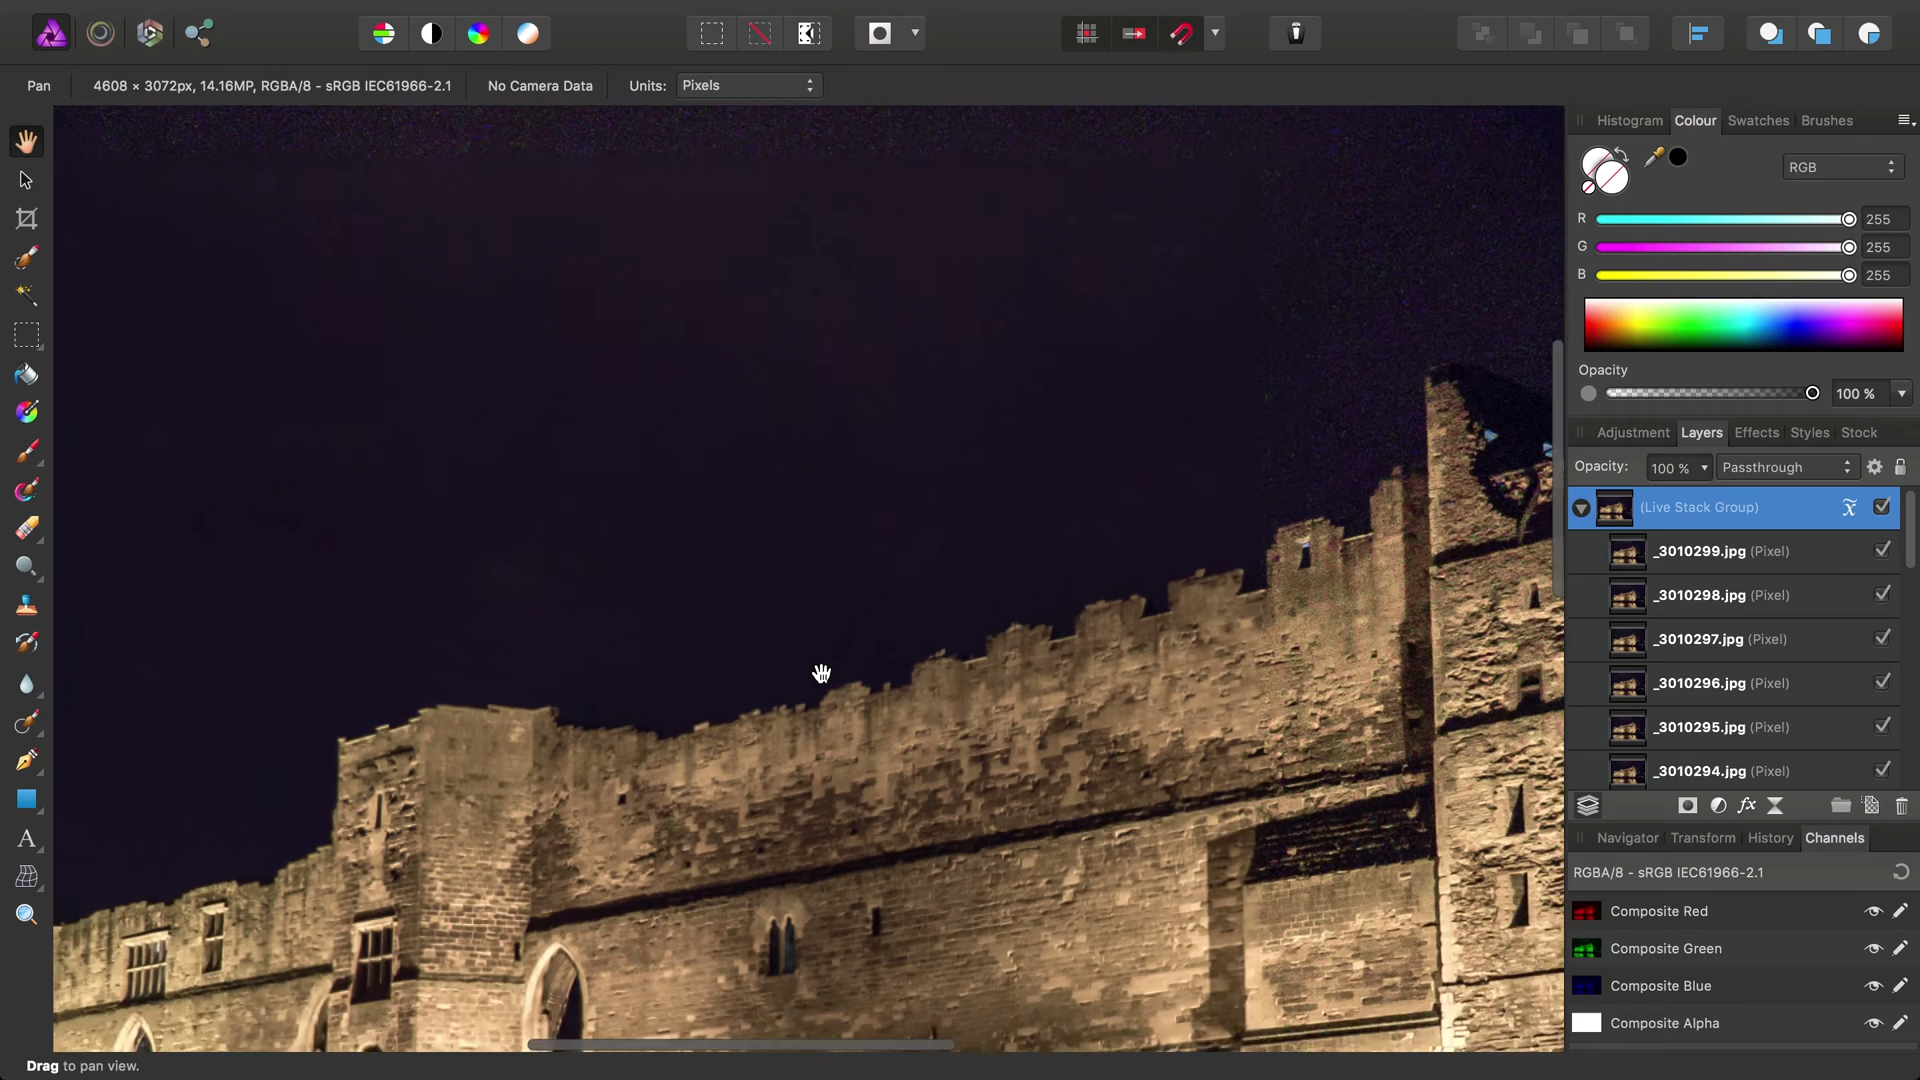 Pan
4608 × 3072px, 14.16MP, RGBA/8 - sRGB IEC61966-2.1
No Camera Data
Units: Pixels
Histogram Colour Swatches Brushes
RGB
R 255
G 255
B 255
Opacity
100 %
Adjustment Layers Effects Styles Stock
Opacity: 100 % Passthrough
(Live Stack Group)
_3010299.jpg (Pixel)
_3010298.jpg (Pixel)
_3010297.jpg (Pixel)
_3010296.jpg (Pixel)
_3010295.jpg (Pixel)
_3010294.jpg (Pixel)
fx
Navigator Transform History Channels
RGBA/8 - sRGB IEC61966-2.1
Composite Red
Composite Green
Composite Blue
Composite Alpha
Drag to pan view.